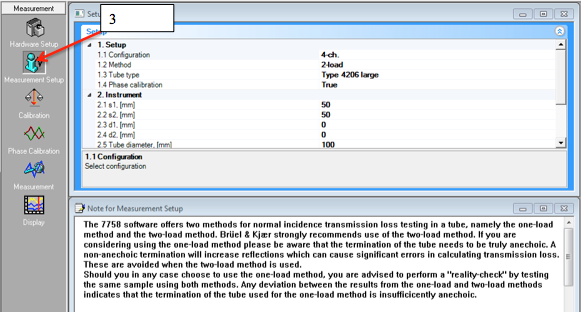 Measurement
Hardware Setup
Measurement Setup
Calibration
Phase Calibration
Measurement
Display
3
Setup
1. Setup
1.1 Configuration 4-ch.
1.2 Method 2-load
1.3 Tube type Type 4206 large
1.4 Phase calibration True
2. Instrument
2.1 s1. [mm] 50
2.2 s2. [mm] 50
2.3 d1. [mm] 0
2.4 d2. [mm] 0
2.5 Tube diameter, [mm] 100
1.1 Configuration
Select configuration
Note for Measurement Setup
The 7758 software offers two methods for normal incidence transmission loss testing in a tube, namely the one-load
method and the two-load method. Brüel & Kjær strongly recommends use of the two-load method. If you are
considering using the one-load method please be aware that the termination of the tube needs to be truly anechoic. A
non-anechoic termination will increase reflections which can cause significant errors in calculating transmission loss.
These are avoided when the two-load method is used.
Should you in any case choose to use the one-load method, you are advised to perform a "reality-check" by testing
the same sample using both methods. Any deviation between the results from the one-load and two-load methods
indicates that the termination of the tube used for the one-load method is insufficicently anechoic.